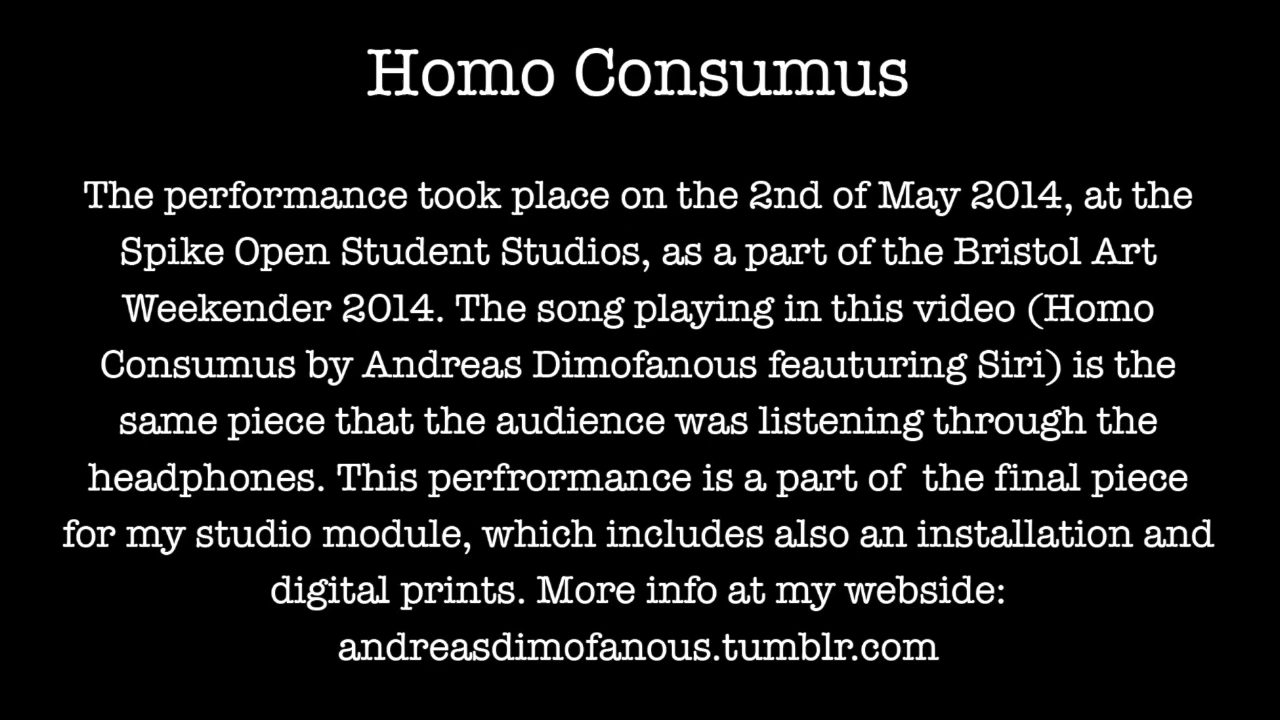 Homo Consumus
The performance took place on the 2nd of May 2014, at the
Spike Open Student Studios, as a part of the Bristol Art
Weekender 2014. The song playing in this video (Homo
Consumus by Andreas Dimofanous feauturing Siri) is the
same piece that the audience was listening through the
headphones. This perfrormance is a part of  the final piece
for my studio module, which includes also an installation and
digital prints. More info at my webside:
andreasdimofanous.tumblr.com